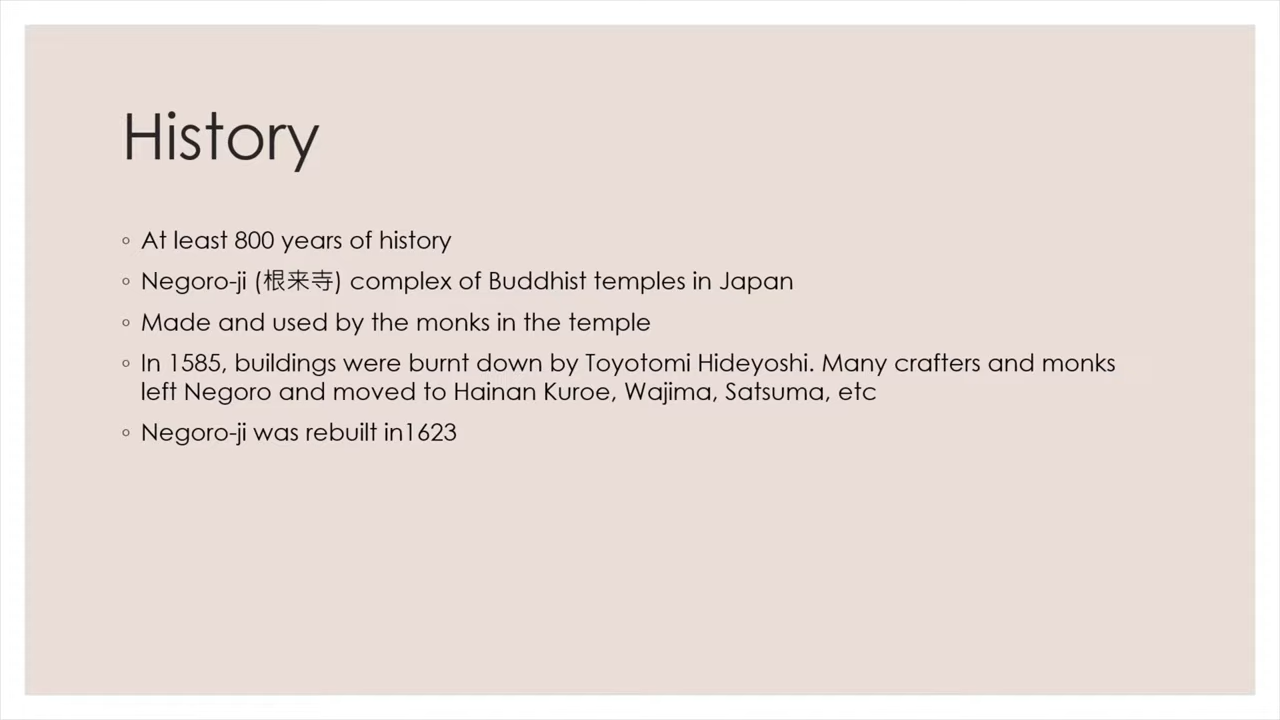 History
◦ At least 800 years of history
◦ Negoro-ji (根来寺) complex of Buddhist temples in Japan
◦ Made and used by the monks in the temple
◦ In 1585, buildings were burnt down by Toyotomi Hideyoshi. Many crafters and monks
left Negoro and moved to Hainan Kuroe, Wajima, Satsuma, etc
◦ Negoro-ji was rebuilt in1623